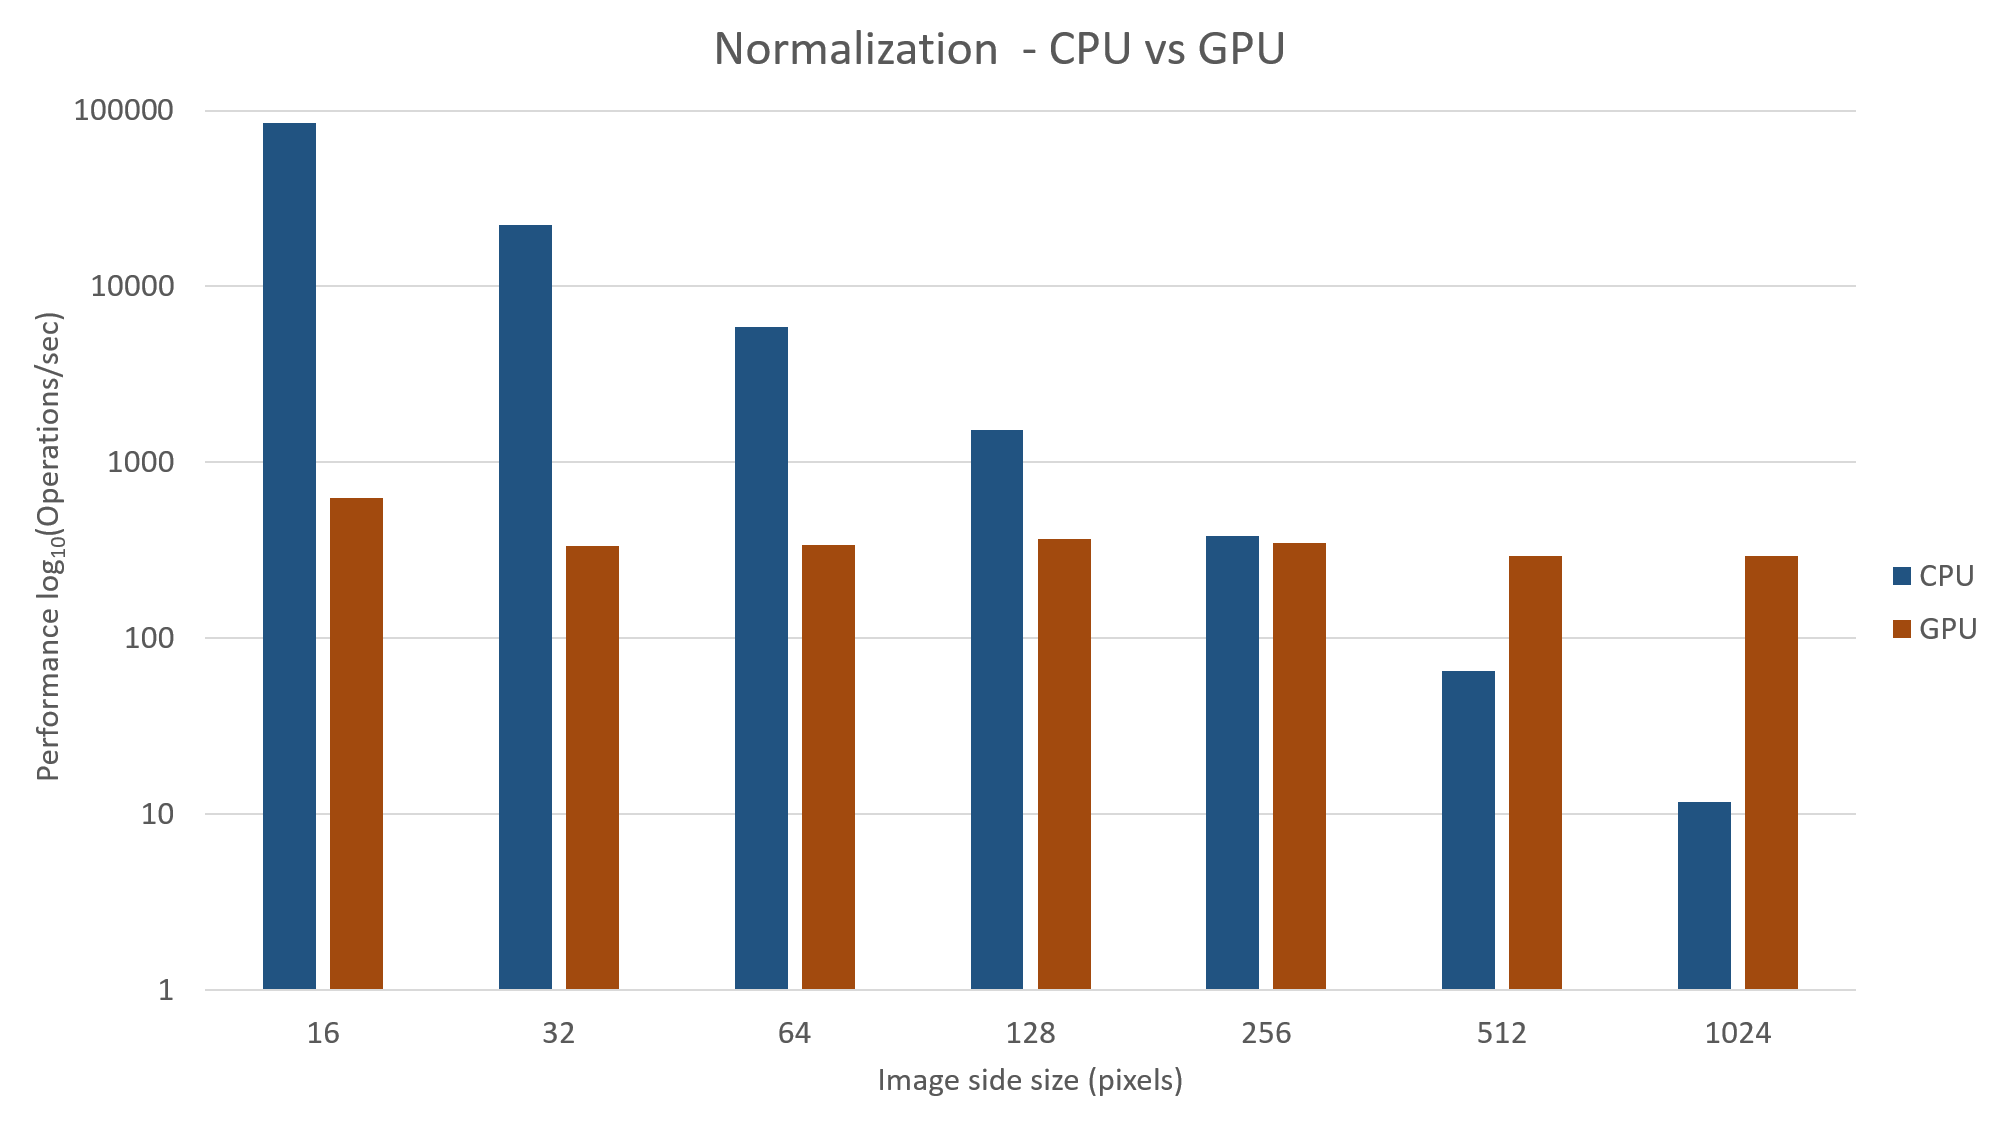 Normalization  - CPU vs GPU
100000
10000
1000
100
10
1
Performance log₁₀(Operations/sec)
16 32 64 128 256 512 1024
Image side size (pixels)
CPU
GPU